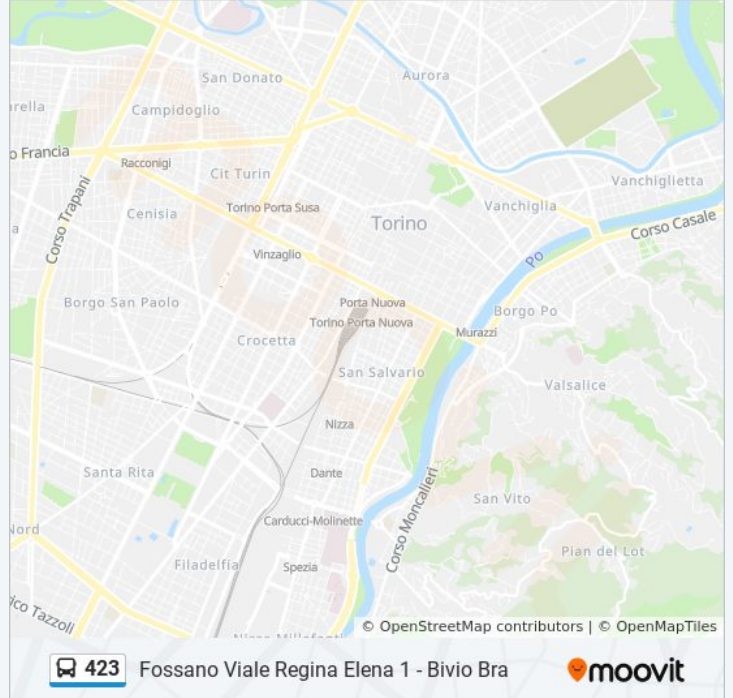 San Donato
Aurora
arella
Campidoglio
o Francia
Racconigi
Cit Turin
Vanchiglietta
Corso Trapani
Cenisia
Torino Porta Susa
Vanchiglia
Torino
Corso Casale
a
Vinzaglio
Po
Borgo San Paolo
Porta Nuova
Borgo Po
Torino Porta Nuova
Murazzi
Crocetta
San Salvario
Valsalice
Nizza
Santa Rita
Dante
San Vito
Corso Moncalieri
Nord
Carducci-Molinette
Pian del Lot
Filadelfia
Spezia
ico Tazzoli
© OpenStreetMap contributors | © OpenMapTiles
423 Fossano Viale Regina Elena 1 - Bivio Bra
moovit